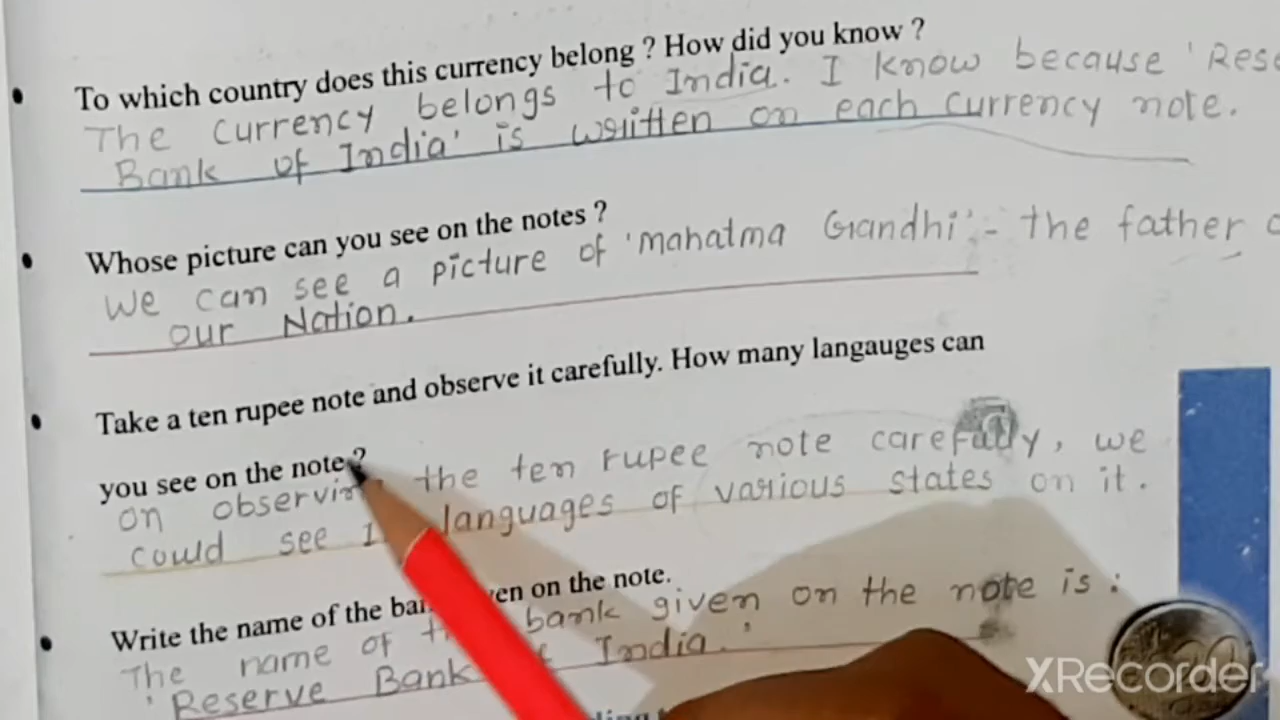 To which country does this currency belong ? How did you know ?
The currency belongs to India. I know because 'Rese
Bank of India' is written on each currency note.
Whose picture can you see on the notes ?
We can see a picture of 'Mahatma Gandhi' - the father
our Nation.
Take a ten rupee note and observe it carefully. How many langauges can
you see on the note ?
on observin the ten rupee note carefully, we
could see languages of various states on it.
Write the name of the ba en on the note.
The name of bank given on the note is :
'Reserve Bank India.'
XRecorder